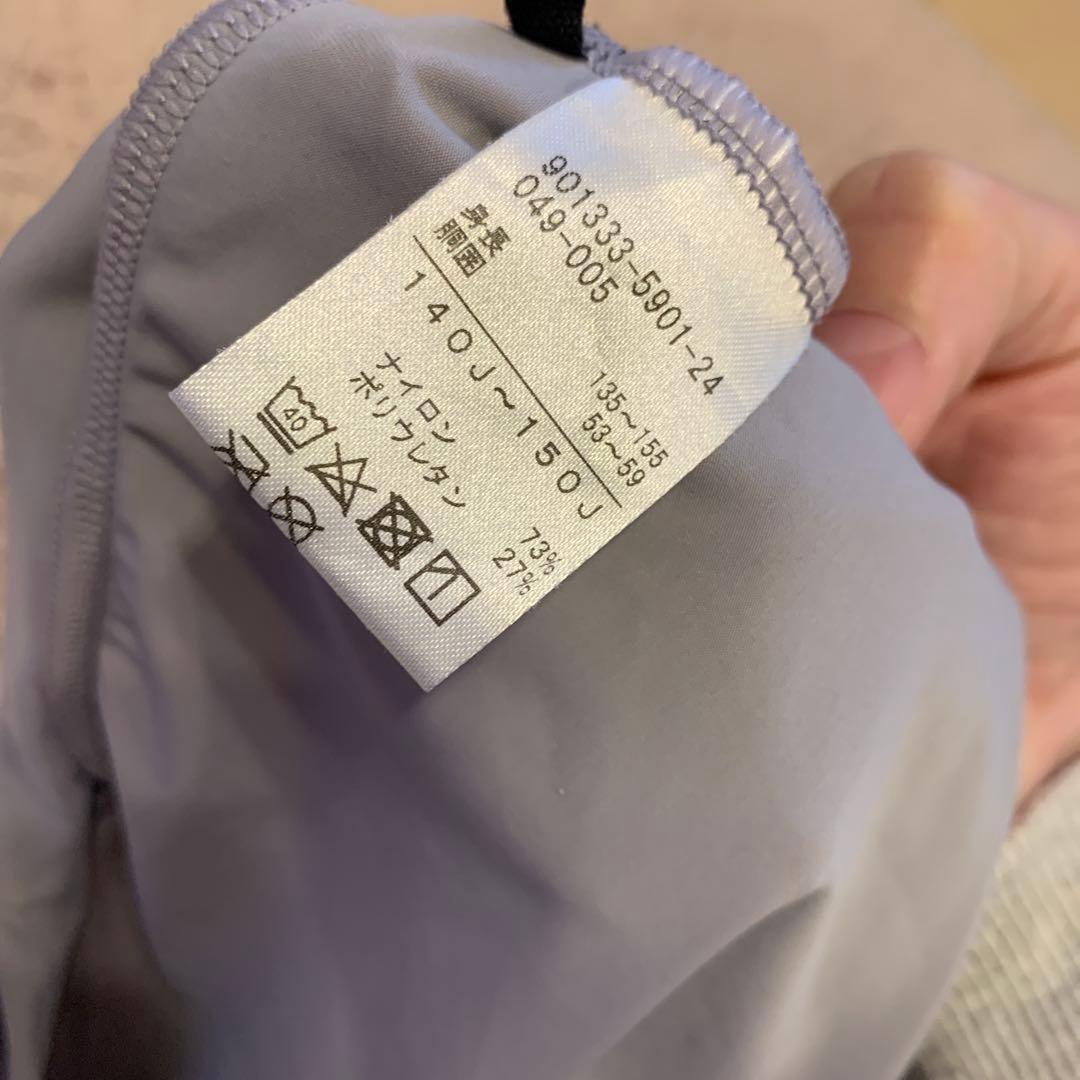 901333-5901-24
049-005
身長 135~155
胴囲 53~59
140J~150J
ナイロン 73%
ポリウレタン 27%
40